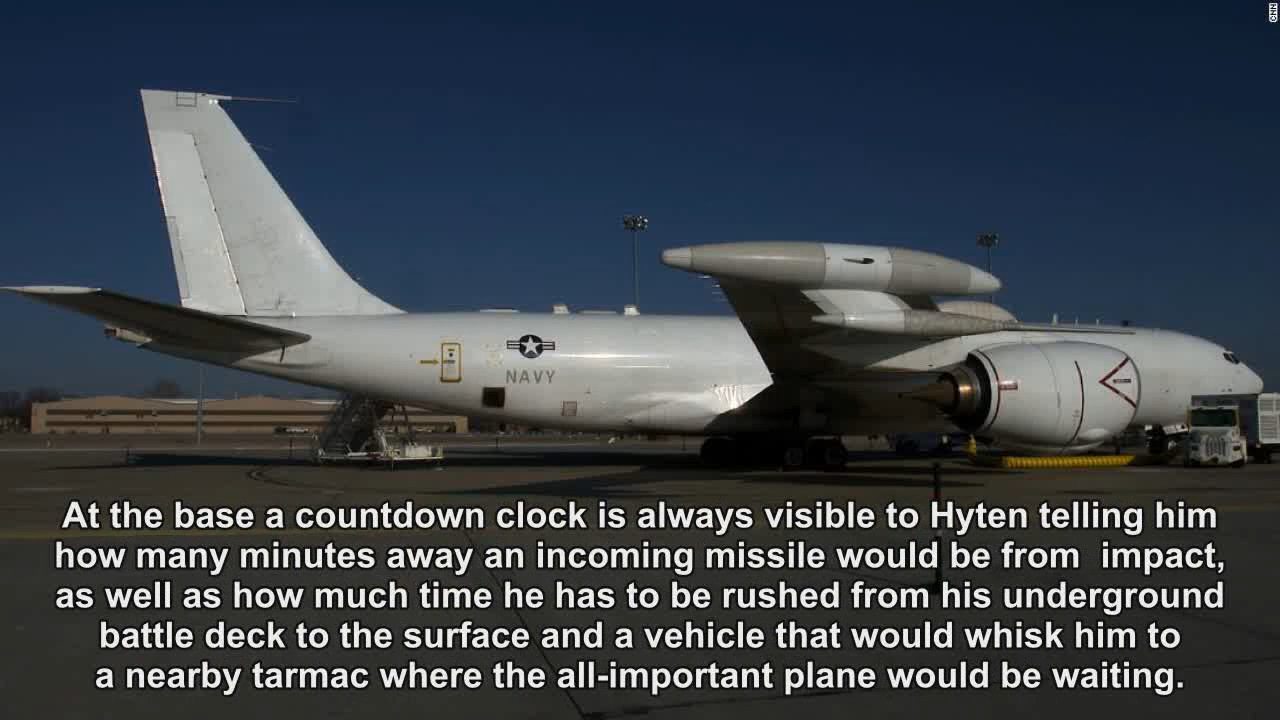 CNN
NAVY
At the base a countdown clock is always visible to Hyten telling him
how many minutes away an incoming missile would be from  impact,
as well as how much time he has to be rushed from his underground
battle deck to the surface and a vehicle that would whisk him to
a nearby tarmac where the all-important plane would be waiting.